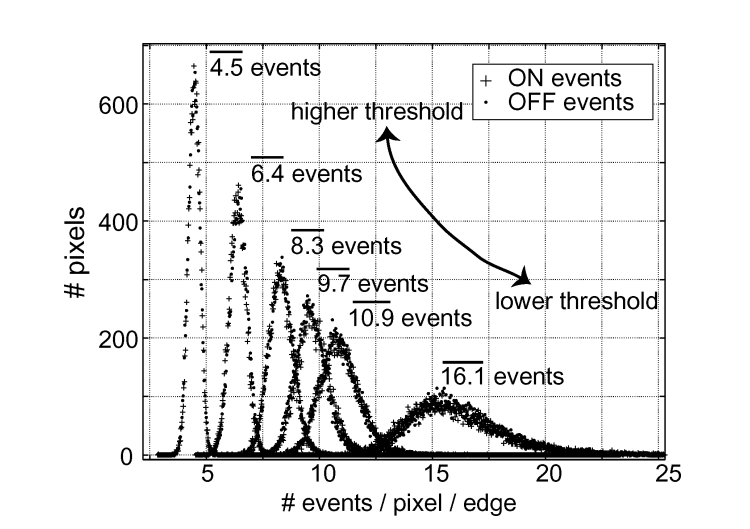 4.5 events
+ ON events
• OFF events
higher threshold
600
6.4 events
400
8.3 events
9.7 events
lower threshold
10.9 events
200
16.1 events
0
# pixels
5 10 15 20 25
# events / pixel / edge